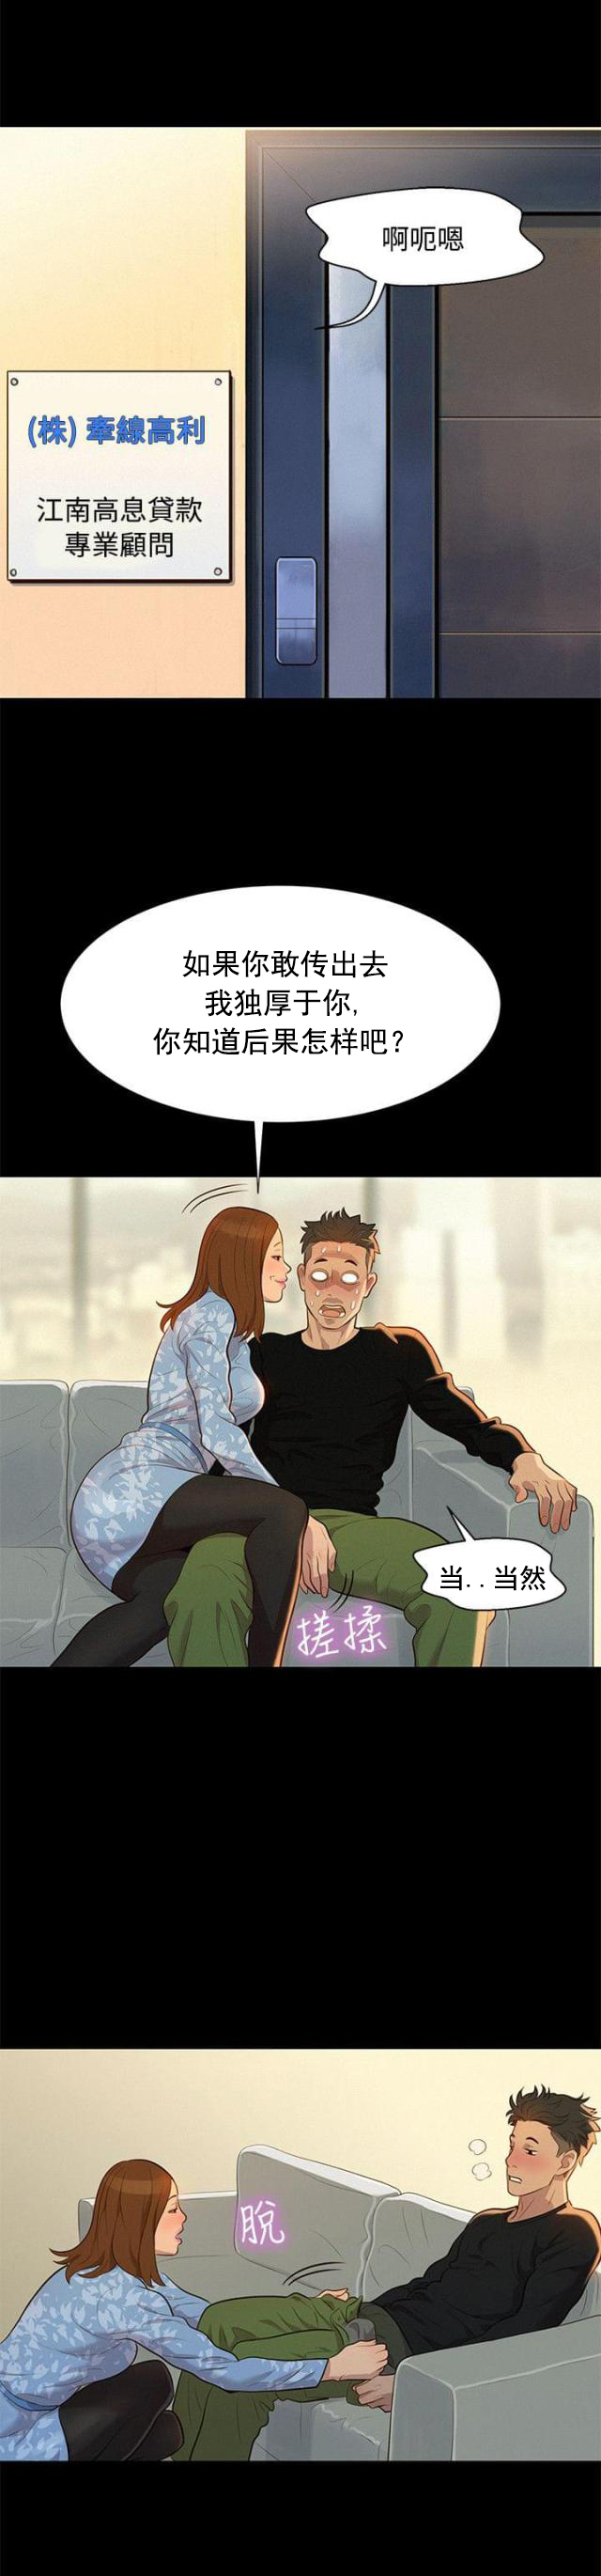 啊呃嗯
(株) 牽線高利
江南高息貸款
專業顧問
如果你敢传出去
我独厚于你,
你知道后果怎样吧?
当..当然
搓揉
脫